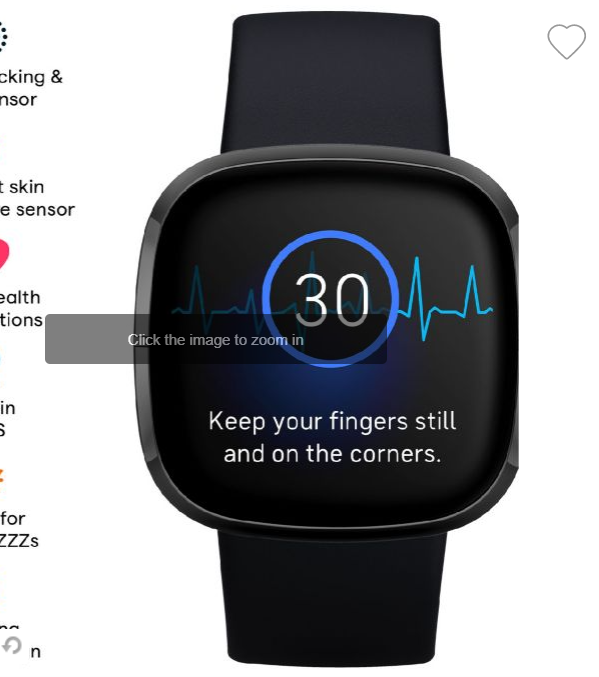 cking &
nsor
t skin
e sensor
ealth
tions
in
S
for
ZZZs
n
30
Click the image to zoom in
Keep your fingers still
and on the corners.